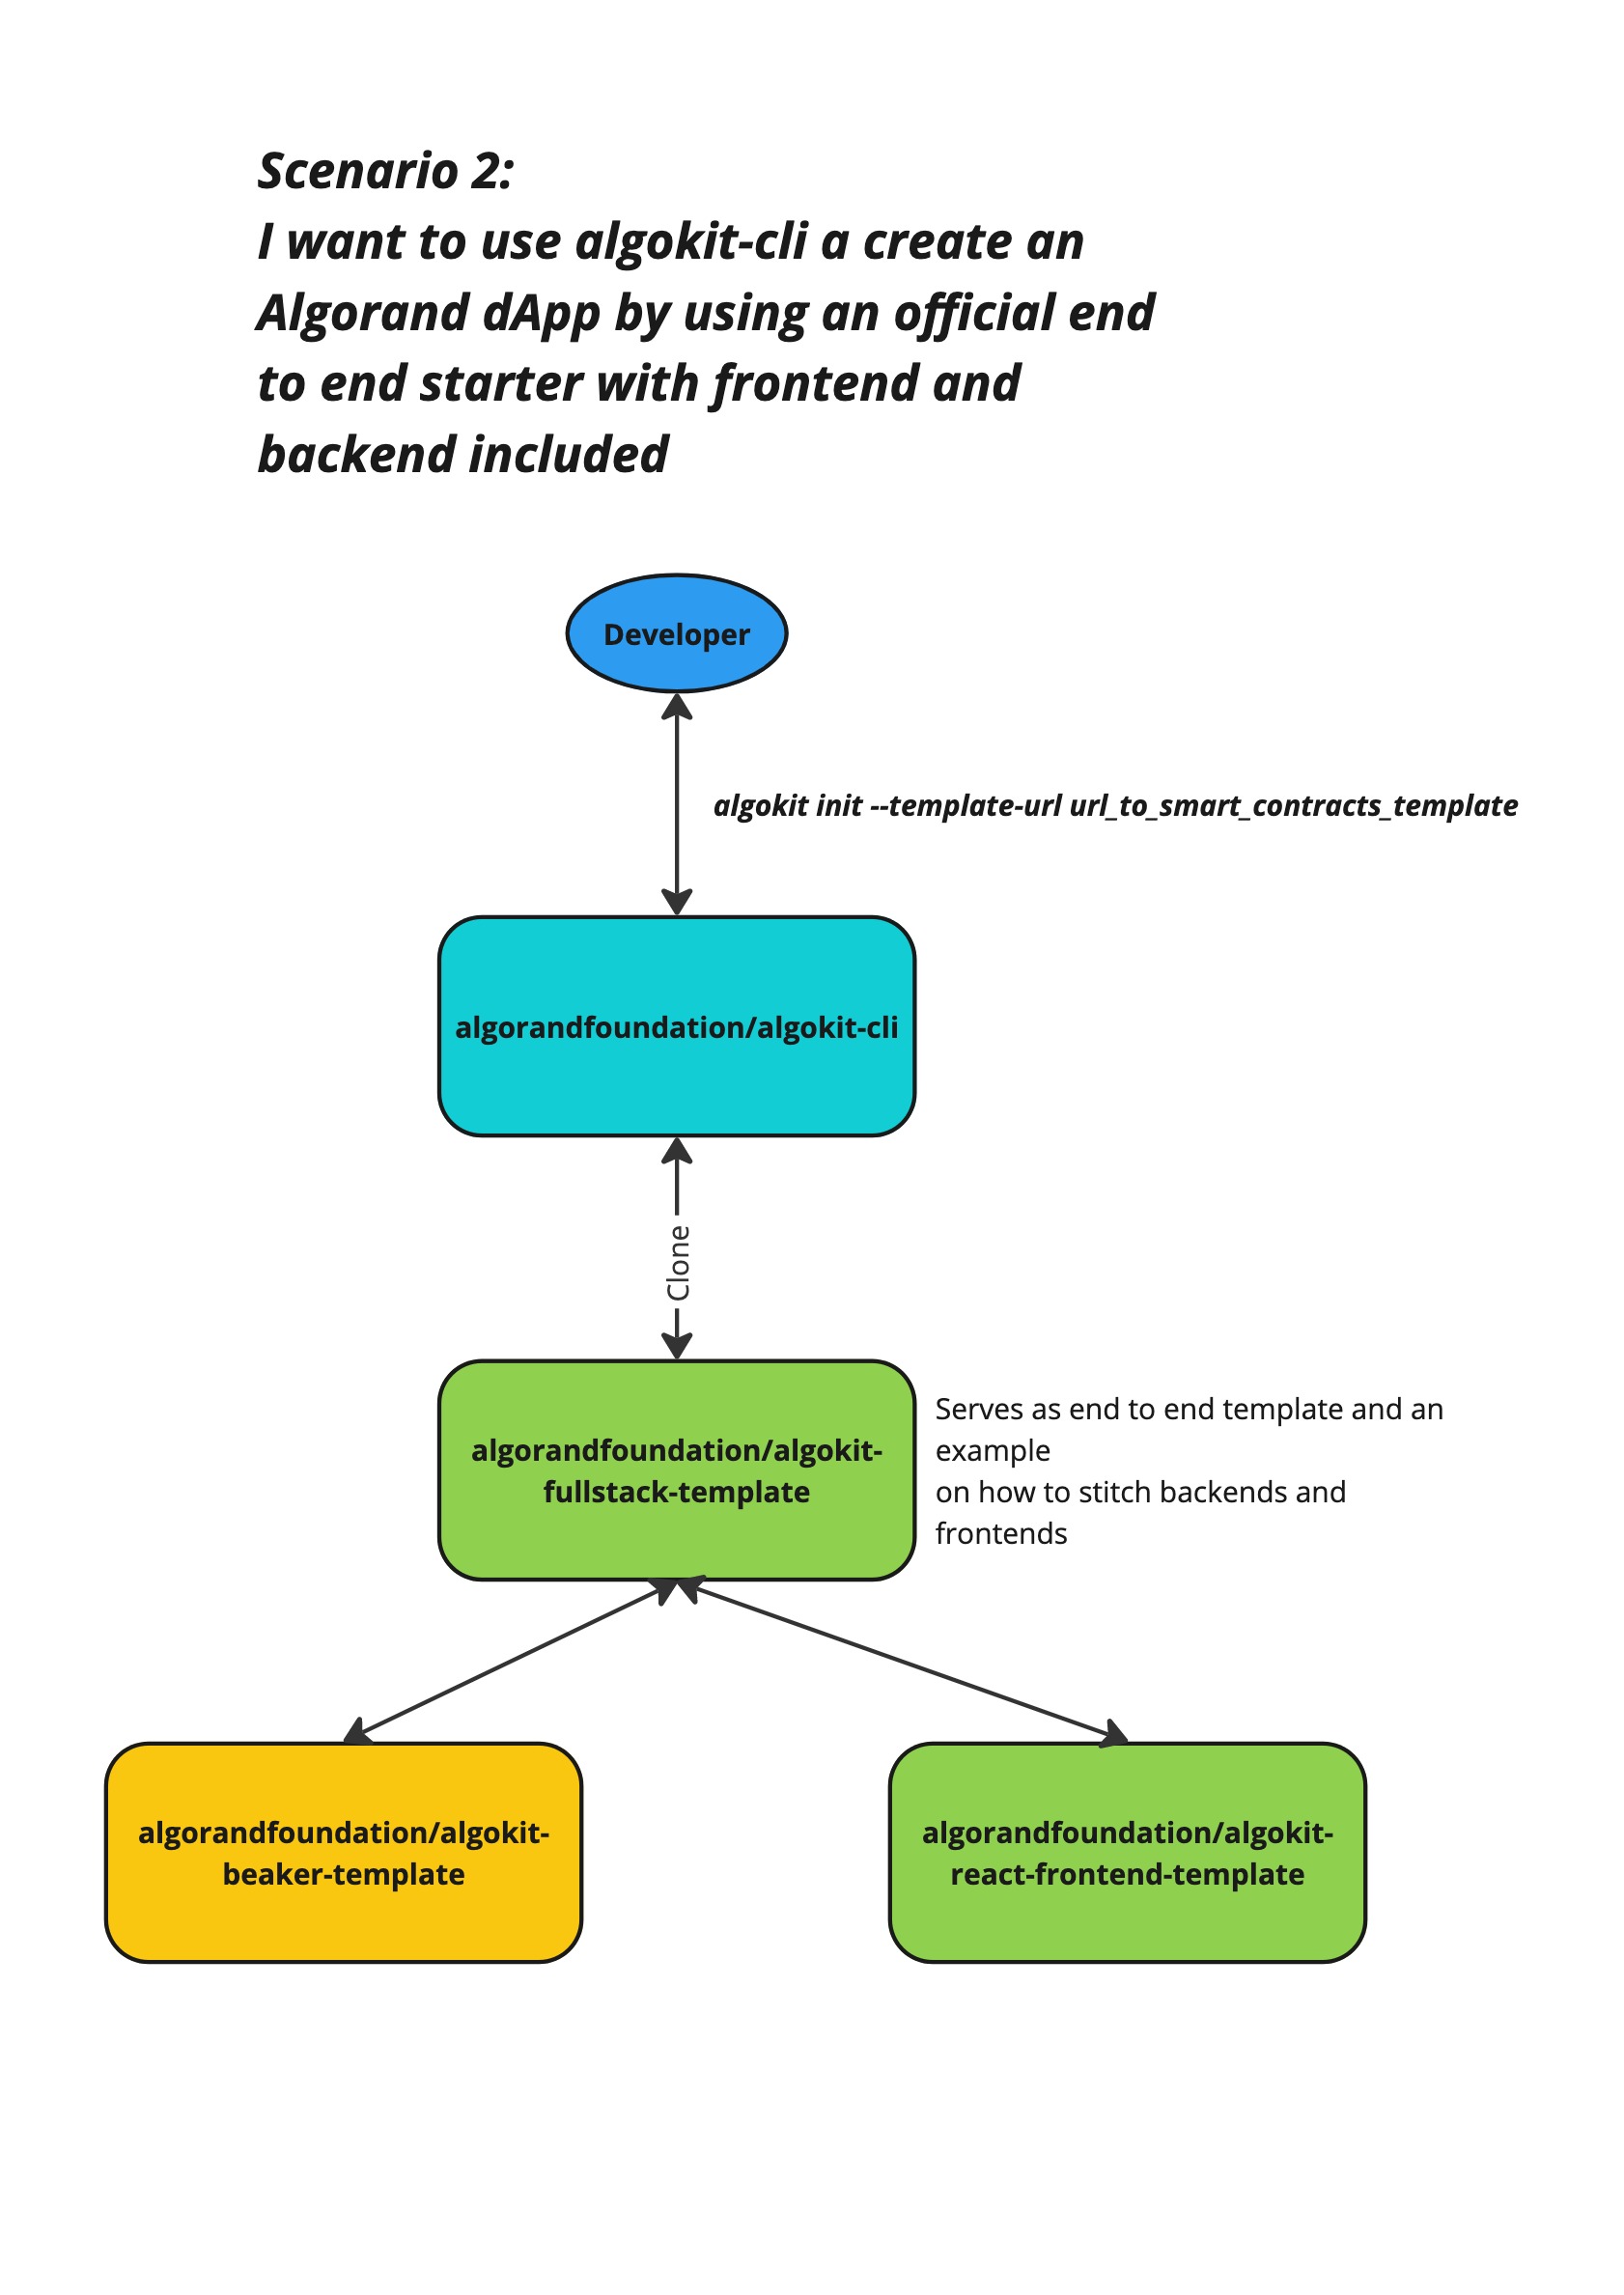 Scenario 2:
I want to use algokit-cli a create an
Algorand dApp by using an official end
to end starter with frontend and
backend included
Developer
algokit init --template-url url_to_smart_contracts_template
algorandfoundation/algokit-cli
Clone
algorandfoundation/algokit-
fullstack-template
Serves as end to end template and an
example
on how to stitch backends and
frontends
algorandfoundation/algokit-
beaker-template
algorandfoundation/algokit-
react-frontend-template